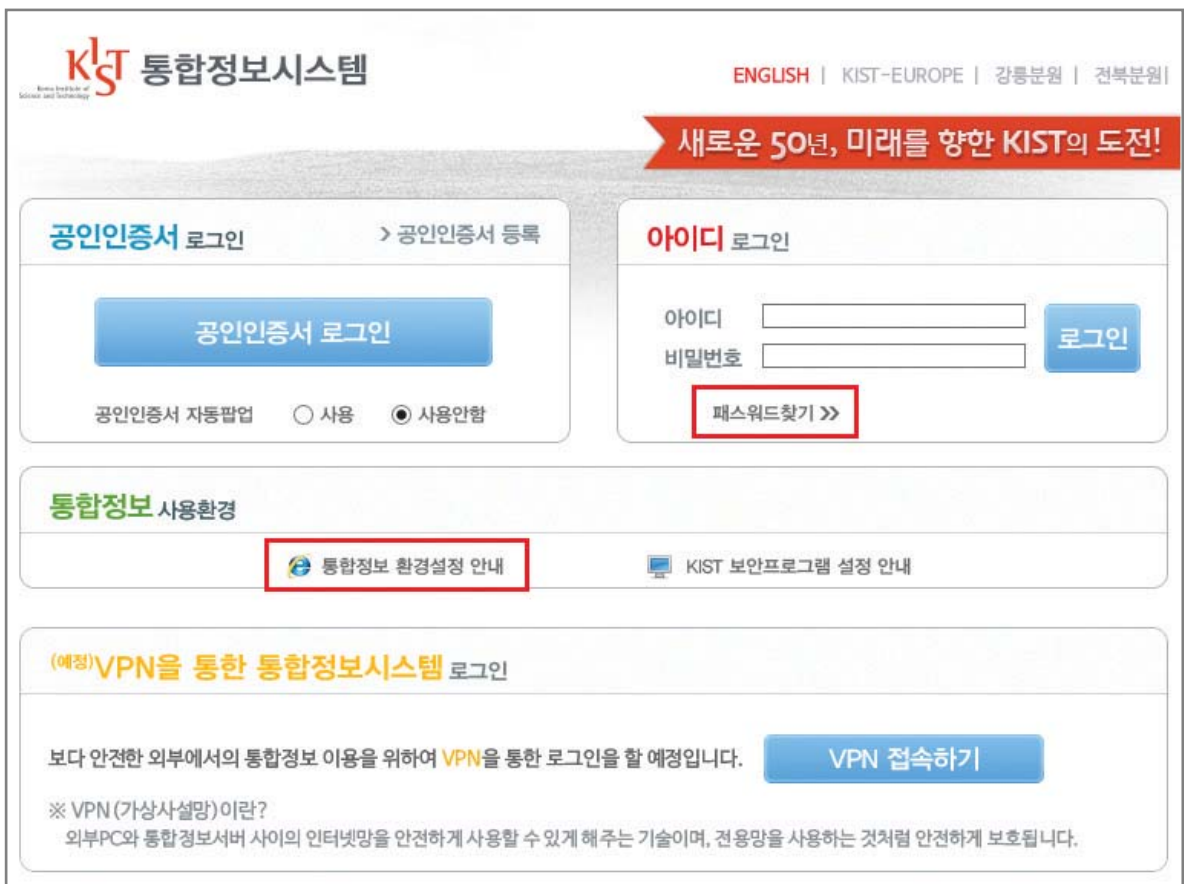 KIST 통합정보시스템
Korea Institute of
Science and Technology
ENGLISH | KIST-EUROPE | 강릉분원 | 전북분원|
새로운 50년, 미래를 향한 KIST의 도전!
공인인증서 로그인 > 공인인증서 등록
공인인증서 로그인
공인인증서 자동팝업 사용 사용안함
아이디 로그인
아이디
비밀번호
로그인
패스워드찾기 >>
통합정보 사용환경
통합정보 환경설정 안내 KIST 보안프로그램 설정 안내
(예정)VPN을 통한 통합정보시스템 로그인
보다 안전한 외부에서의 통합정보 이용을 위하여 VPN을 통한 로그인을 할 예정입니다. VPN 접속하기
※ VPN (가상사설망)이란?
외부PC와 통합정보서버 사이의 인터넷망을 안전하게 사용할 수 있게 해주는 기술이며, 전용망을 사용하는 것처럼 안전하게 보호됩니다.